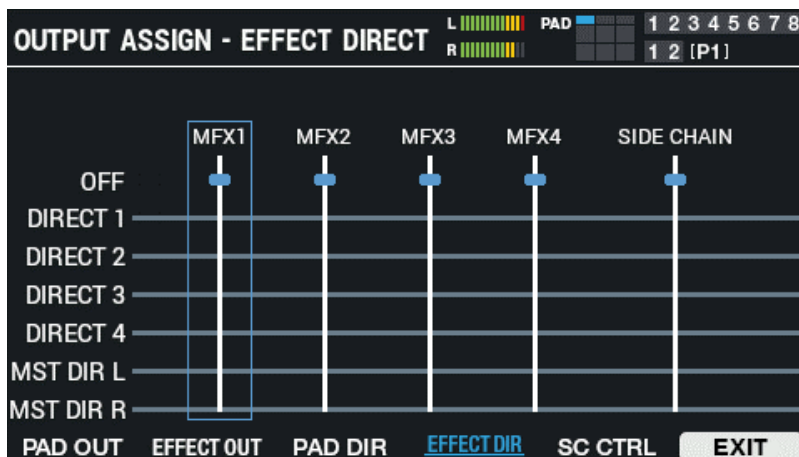 OUTPUT ASSIGN - EFFECT DIRECT L PAD 1 2 3 4 5 6 7 8
R 1 2 [P1]
MFX1 MFX2 MFX3 MFX4 SIDE CHAIN
OFF
DIRECT 1
DIRECT 2
DIRECT 3
DIRECT 4
MST DIR L
MST DIR R
PAD OUT EFFECT OUT PAD DIR EFFECT DIR SC CTRL EXIT